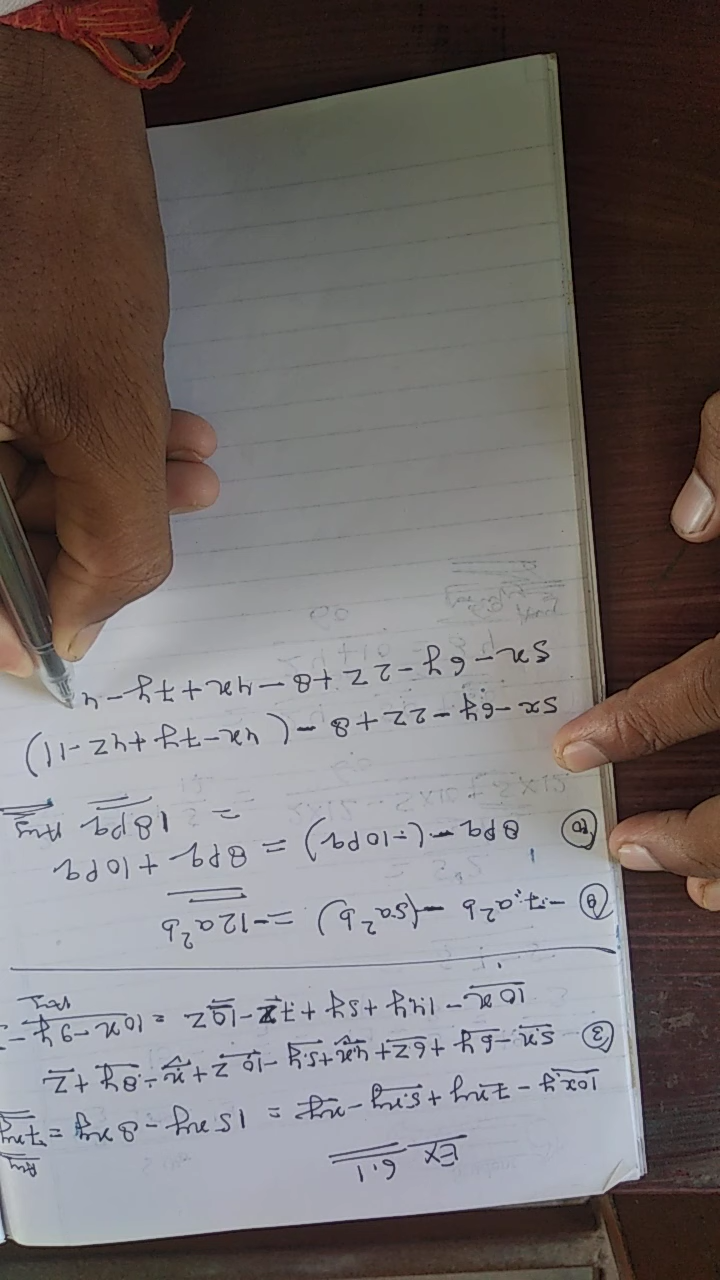 Ex 6.1
10xy - 7xy + 5xy - xy = 15xy - 8xy = 7xy Ans
③ 5x - 6y + 6z + 4x + 5y - 10z + x - 8y + z
10x - 14y + 5y + 7z - 10z = 10x - 9y -
⑨ -7a²b - (5a²b) = -12a²b
⑩ 8pq - (-10pq) = 8pq + 10pq
= 18pq Ans
5x - 6y - 2z + 8 - (4x - 7y + 4z - 11)
5x - 6y - 2z + 8 - 4x + 7y - 4